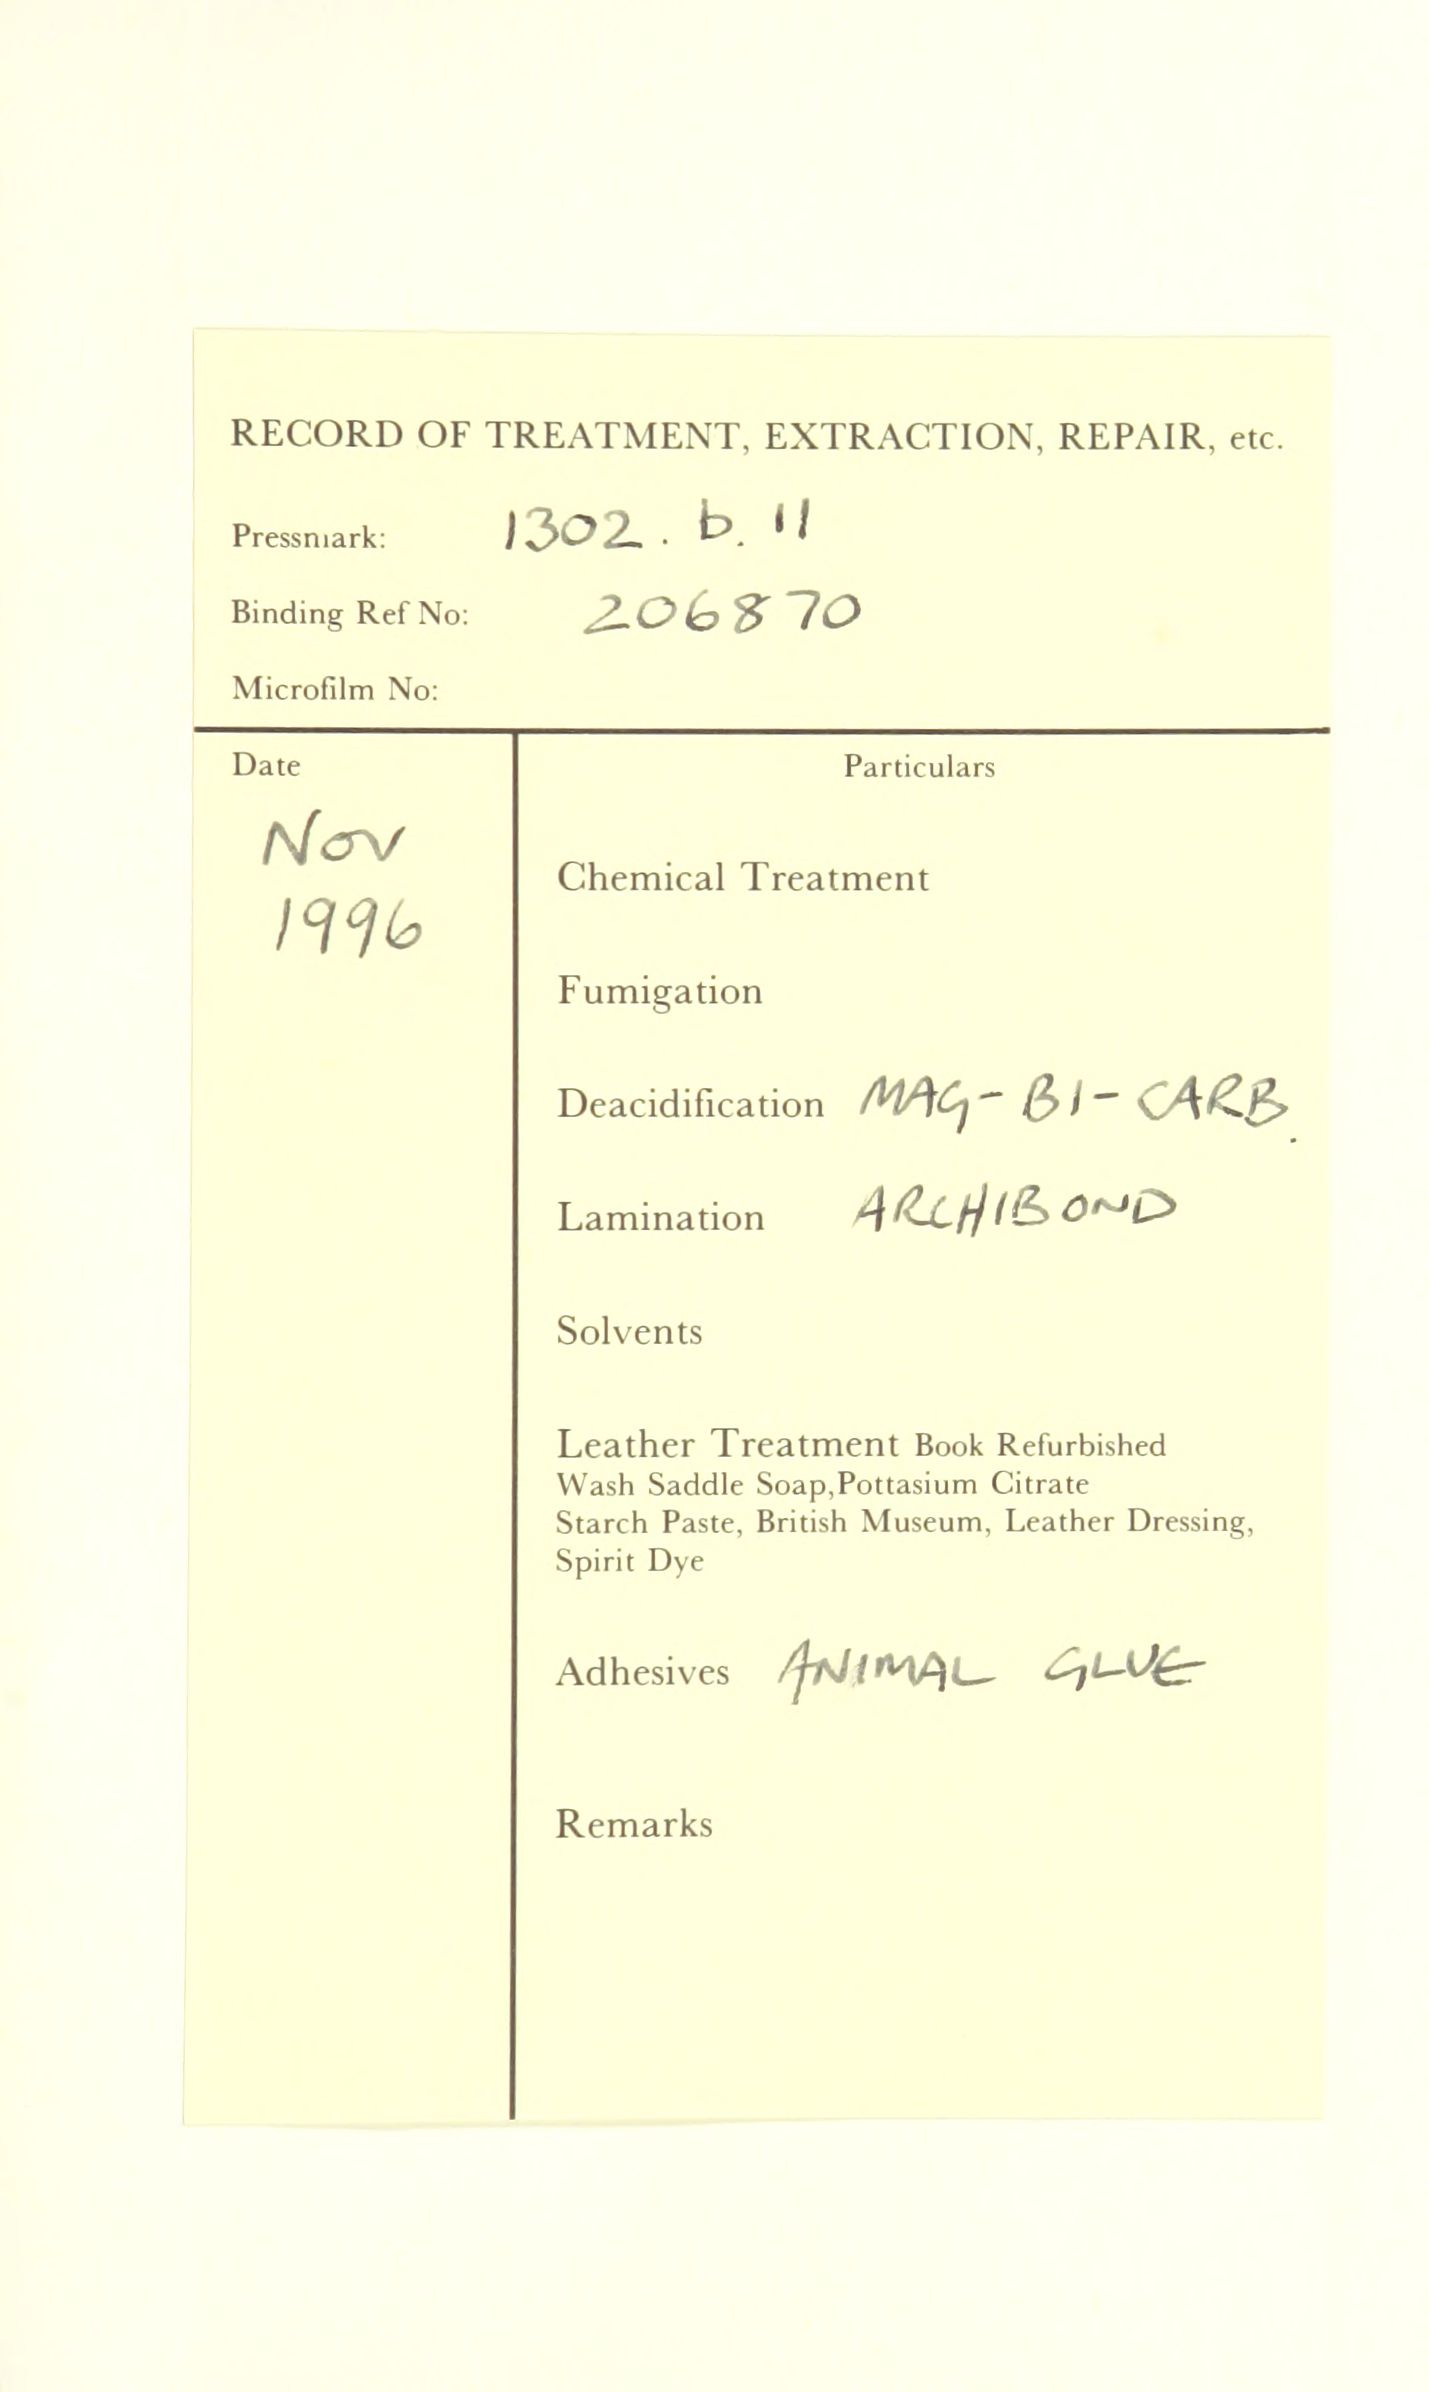 RECORD OF TREATMENT, EXTRACTION, REPAIR, etc.
Pressmark: 1302. b. 11
Binding Ref No: 206870
Microfilm No:
Date Particulars
Nov
1996
Chemical Treatment
Fumigation
Deacidification MAG-BI-CARB.
Lamination ARCHIBOND
Solvents
Leather Treatment Book Refurbished
Wash Saddle Soap,Pottasium Citrate
Starch Paste, British Museum, Leather Dressing,
Spirit Dye
Adhesives ANIMAL GLUE
Remarks